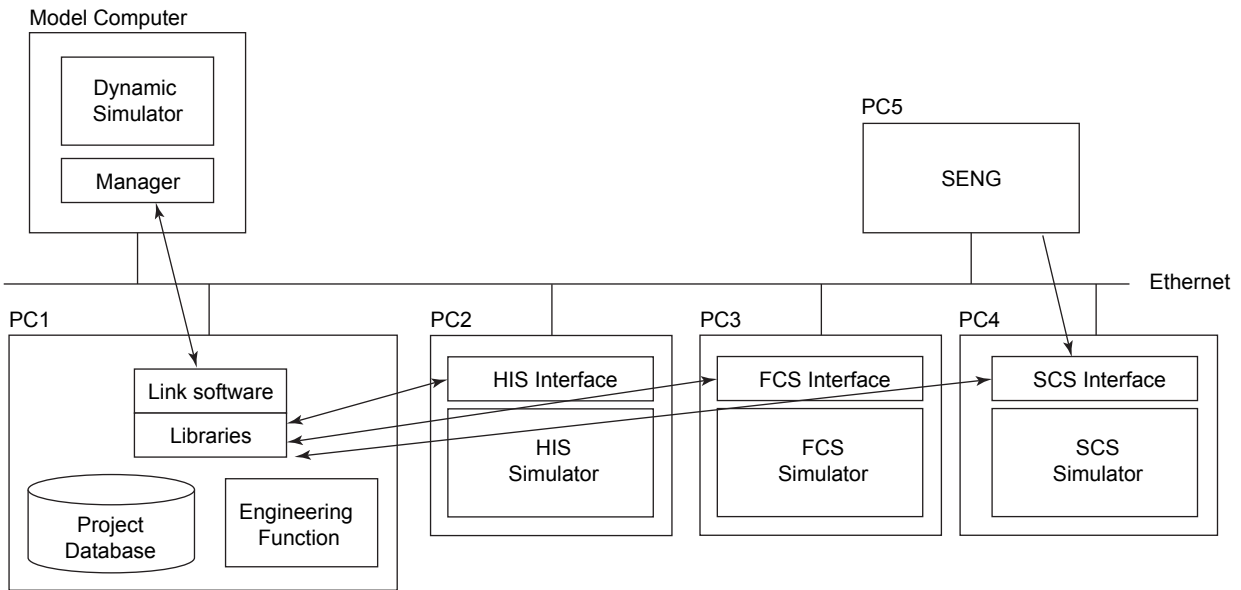 Model Computer
Dynamic
Simulator
Manager
PC5
SENG
Ethernet
PC1
Link software
Libraries
Project
Database
Engineering
Function
PC2
HIS Interface
HIS
Simulator
PC3
FCS Interface
FCS
Simulator
PC4
SCS Interface
SCS
Simulator